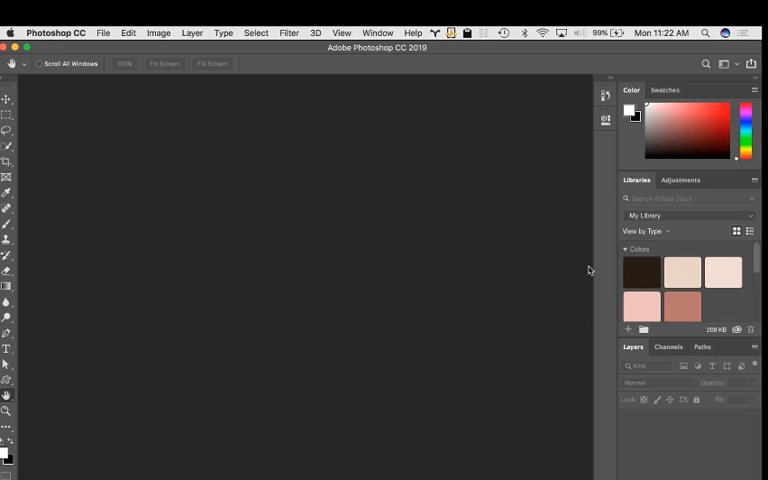 Photoshop CC File Edit Image Layer Type Select Filter 3D View Window Help 99% Mon 11:22 AM
Adobe Photoshop CC 2019
Scroll All Windows 100% Fit Screen Fill Screen
Color Swatches
Libraries Adjustments
Search Adobe Stock
My Library
View by Type
Colors
209 KB
Layers Channels Paths
Kind
Normal Opacity:
Lock: Fill: